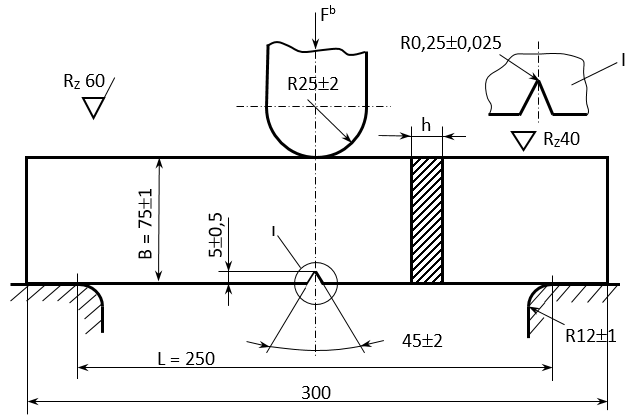 Fᵇ
R0,25±0,025
I
Rz 60
R25±2
h
Rz40
B = 75±1
5±0,5
I
45±2
R12±1
L = 250
300